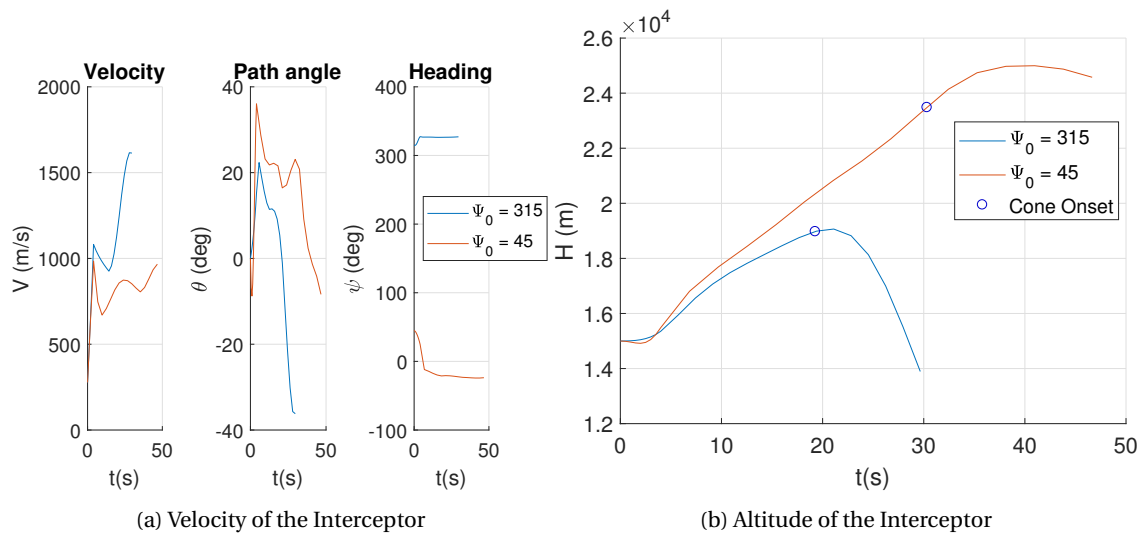 Velocity
Path angle
Heading
2000
1500
1000
500
0
V (m/s)
0
50
t(s)
40
20
0
-20
-40
θ (deg)
0
50
t(s)
400
300
200
100
0
-100
ψ (deg)
0
50
t(s)
Ψ0 = 315
Ψ0 = 45
(a) Velocity of the Interceptor
×10^4
2.6
2.4
2.2
2
1.8
1.6
1.4
1.2
H (m)
0
10
20
30
40
50
t(s)
Ψ0 = 315
Ψ0 = 45
Cone Onset
(b) Altitude of the Interceptor